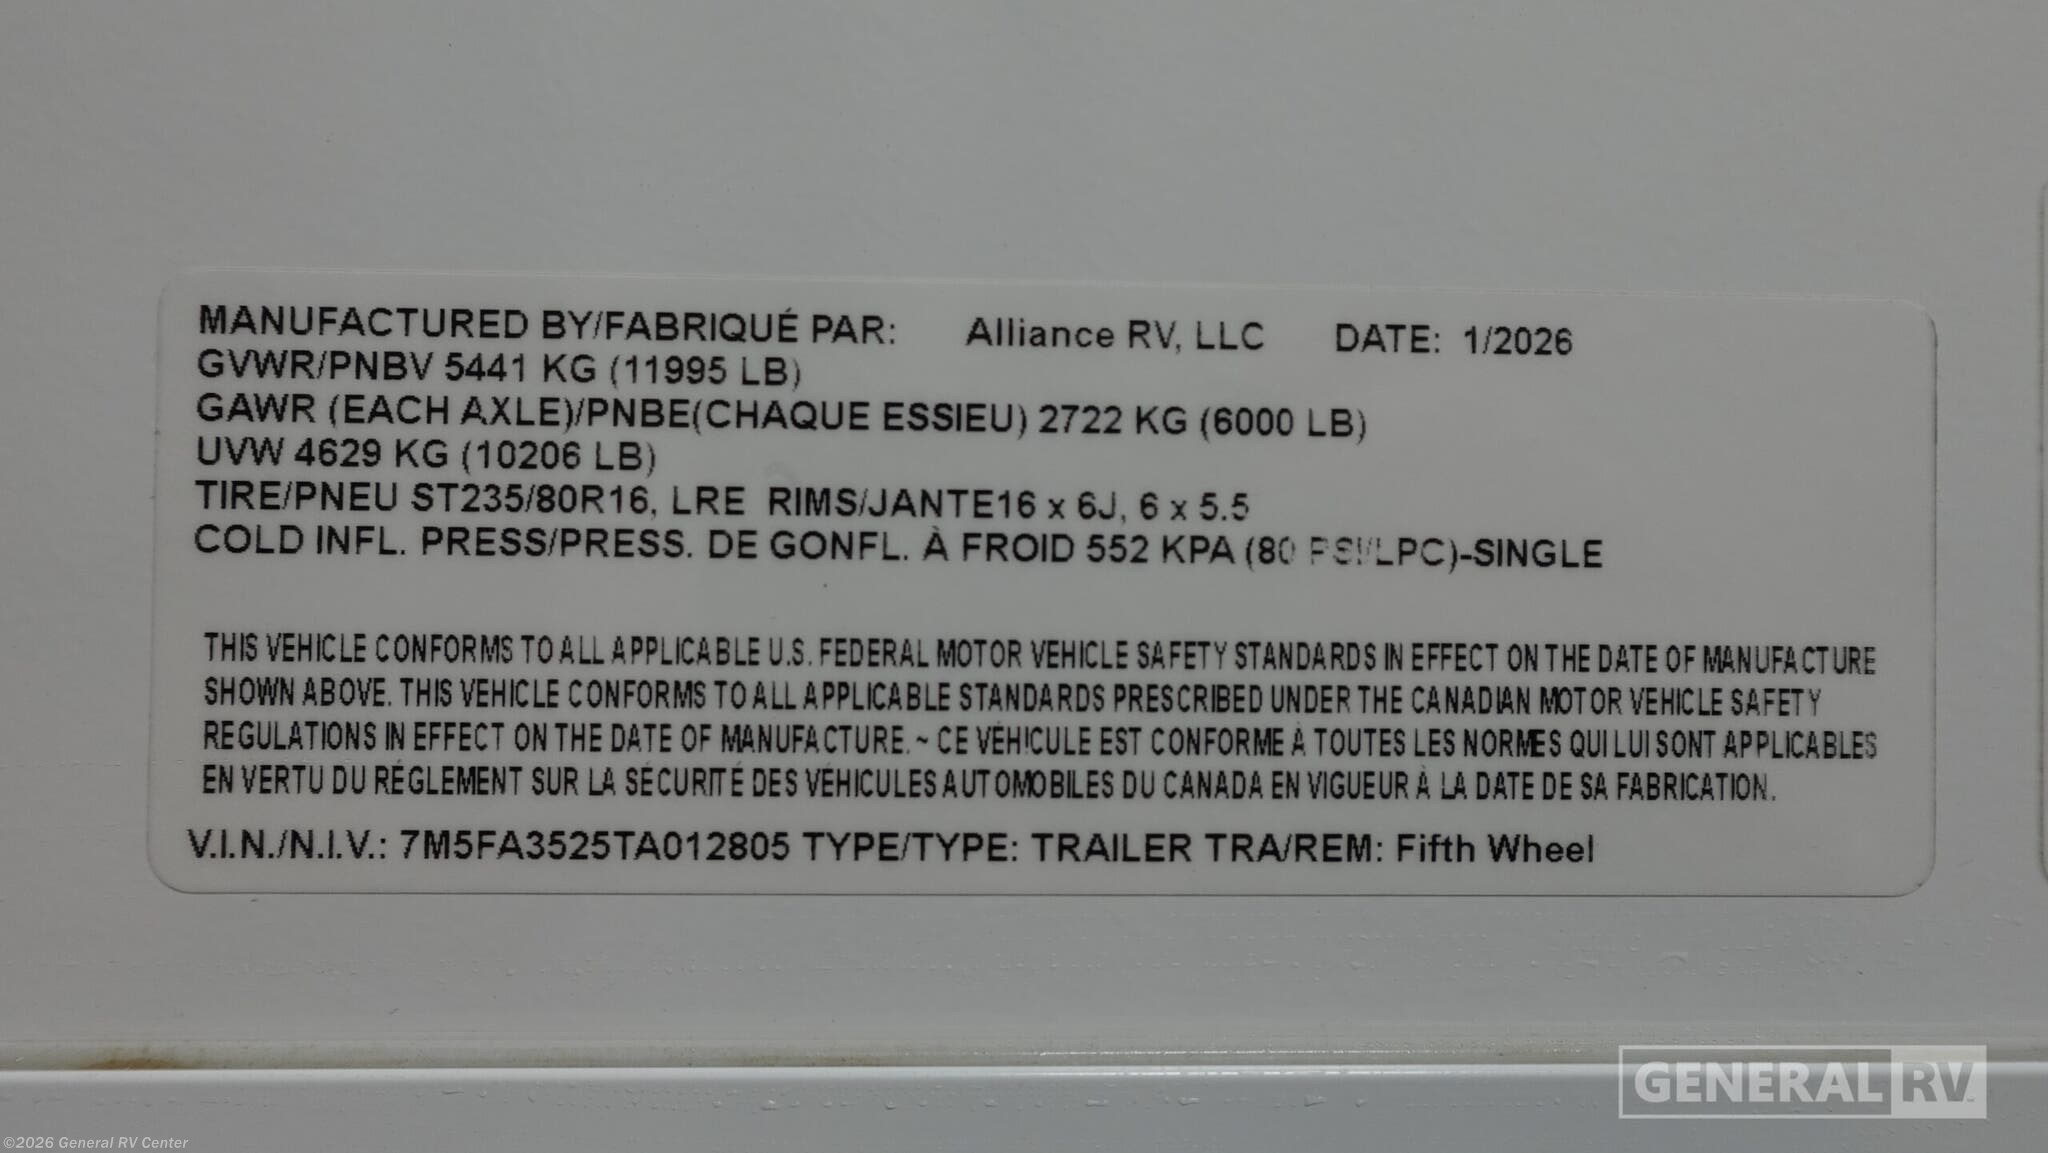 MANUFACTURED BY/FABRIQUÉ PAR: Alliance RV, LLC DATE: 1/2026
GVWR/PNBV 5441 KG (11995 LB)
GAWR (EACH AXLE)/PNBE(CHAQUE ESSIEU) 2722 KG (6000 LB)
UVW 4629 KG (10206 LB)
TIRE/PNEU ST235/80R16, LRE RIMS/JANTE16 x 6J, 6 x 5.5
COLD INFL. PRESS/PRESS. DE GONFL. À FROID 552 KPA (80 PSI/LPC)-SINGLE
THIS VEHICLE CONFORMS TO ALL APPLICABLE U.S. FEDERAL MOTOR VEHICLE SAFETY STANDARDS IN EFFECT ON THE DATE OF MANUFACTURE
SHOWN ABOVE. THIS VEHICLE CONFORMS TO ALL APPLICABLE STANDARDS PRESCRIBED UNDER THE CANADIAN MOTOR VEHICLE SAFETY
REGULATIONS IN EFFECT ON THE DATE OF MANUFACTURE. ~ CE VÉHICULE EST CONFORME À TOUTES LES NORMES QUI LUI SONT APPLICABLES
EN VERTU DU RÉGLEMENT SUR LA SÉCURITÉ DES VÉHICULES AUTOMOBILES DU CANADA EN VIGUEUR À LA DATE DE SA FABRICATION.
V.I.N./N.I.V.: 7M5FA3525TA012805 TYPE/TYPE: TRAILER TRA/REM: Fifth Wheel
GENERAL RV
©2026 General RV Center